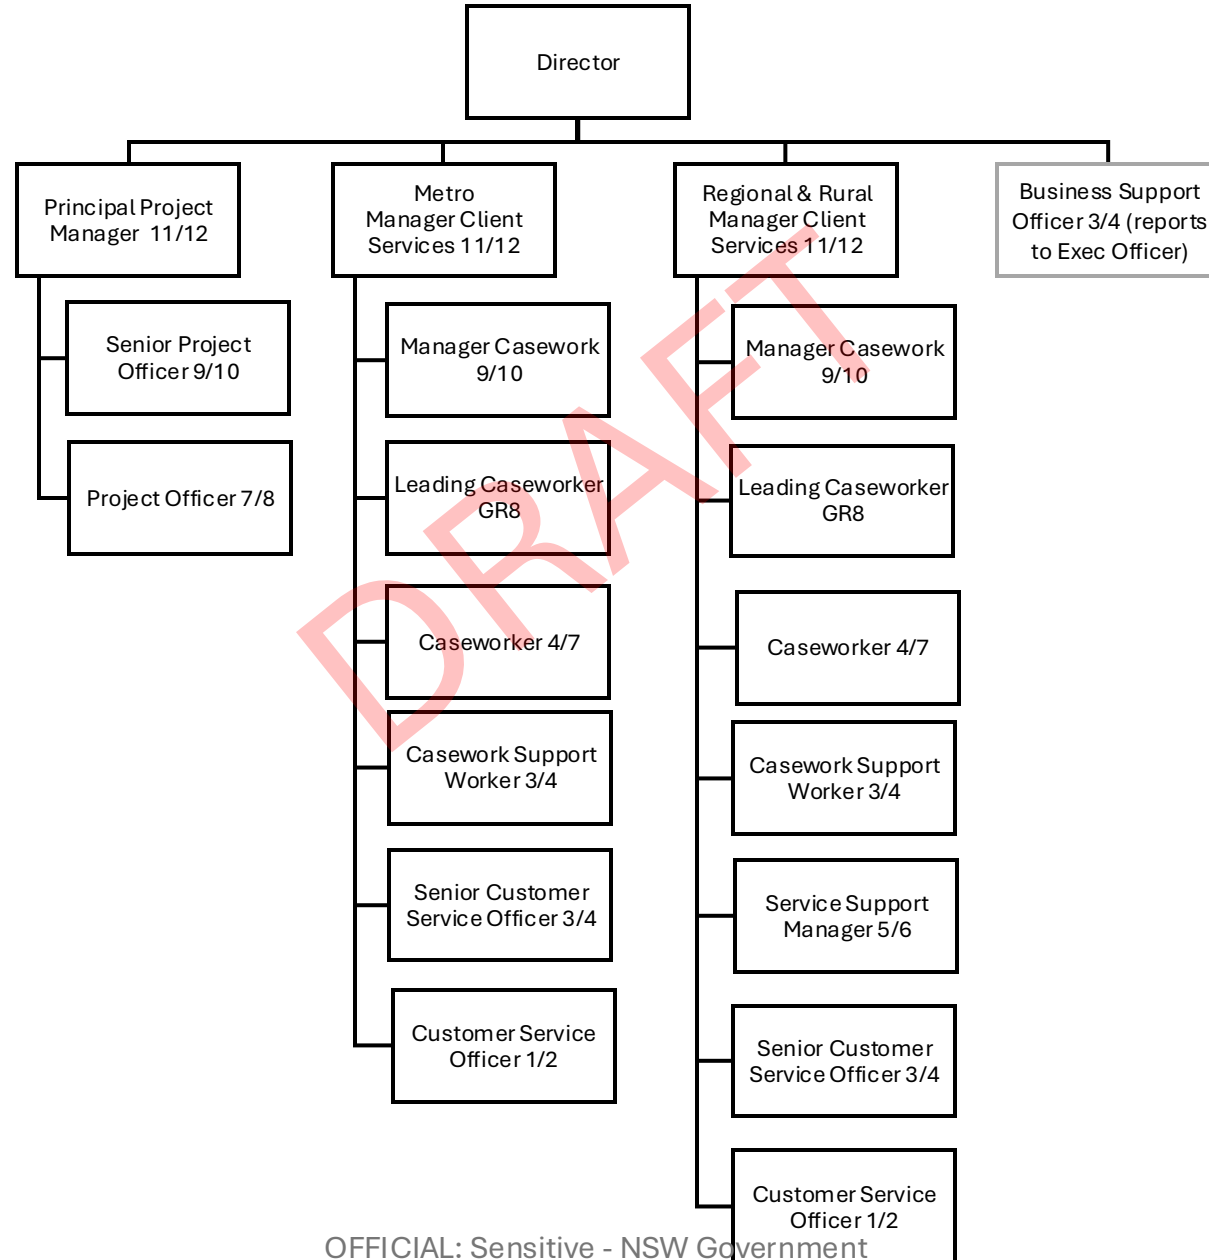 Director
Principal Project
Manager 11/12
Metro
Manager Client
Services 11/12
Regional & Rural
Manager Client
Services 11/12
Business Support
Officer 3/4 (reports
to Exec Officer)
Senior Project
Officer 9/10
Project Officer 7/8
Manager Casework
9/10
Leading Caseworker
GR8
Caseworker 4/7
Casework Support
Worker 3/4
Senior Customer
Service Officer 3/4
Customer Service
Officer 1/2
Manager Casework
9/10
Leading Caseworker
GR8
Caseworker 4/7
Casework Support
Worker 3/4
Service Support
Manager 5/6
Senior Customer
Service Officer 3/4
Customer Service
Officer 1/2
DRAFT
OFFICIAL: Sensitive - NSW Government